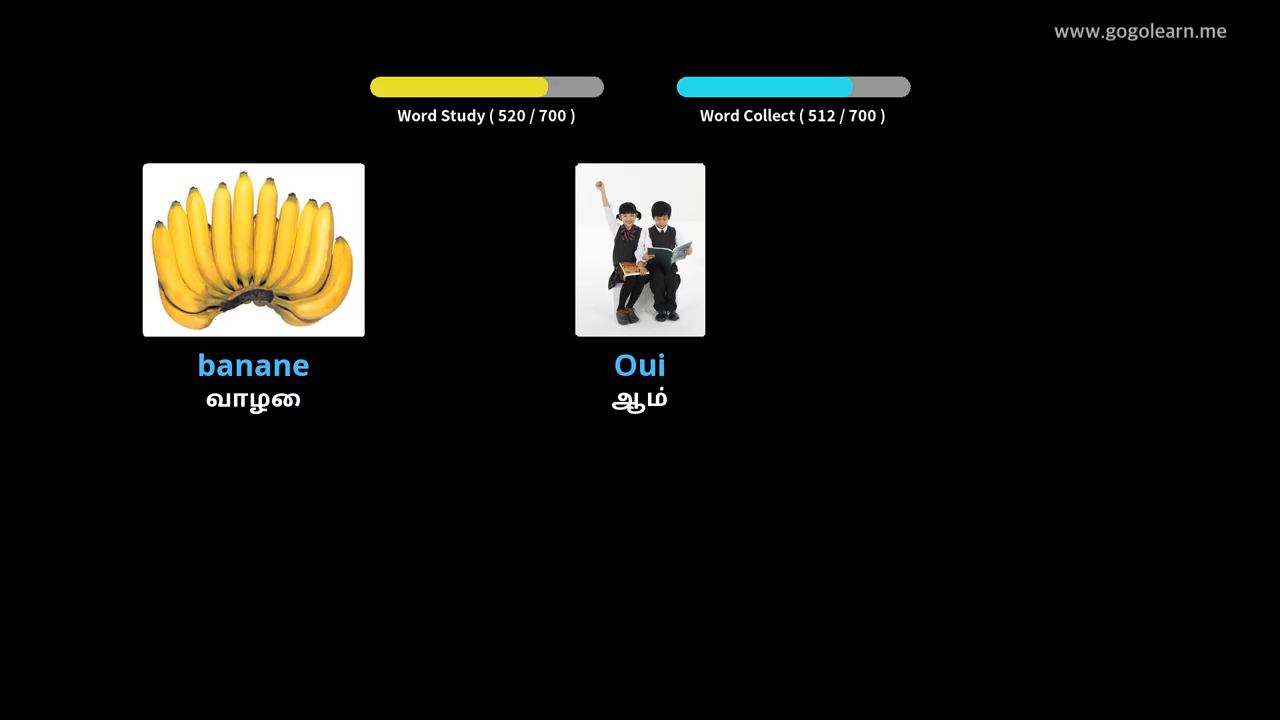 www.gogolearn.me
Word Study ( 520 / 700 )
Word Collect ( 512 / 700 )
banane
வாழை
Oui
ஆம்